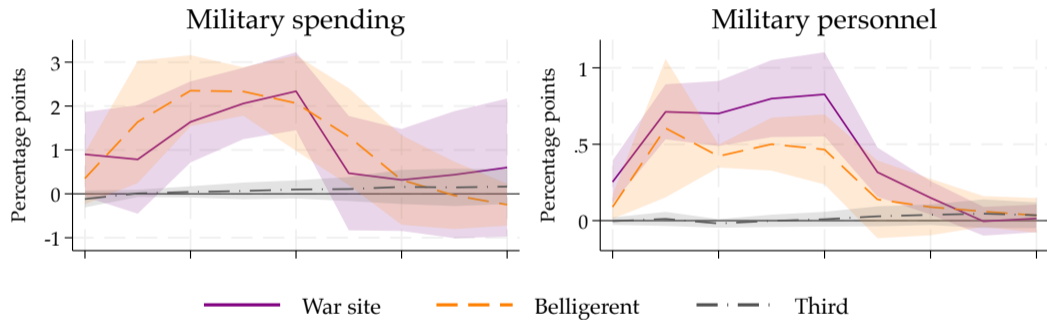 Military spending
Percentage points
3
2
1
0
-1
Military personnel
Percentage points
1
.5
0
War site
Belligerent
Third